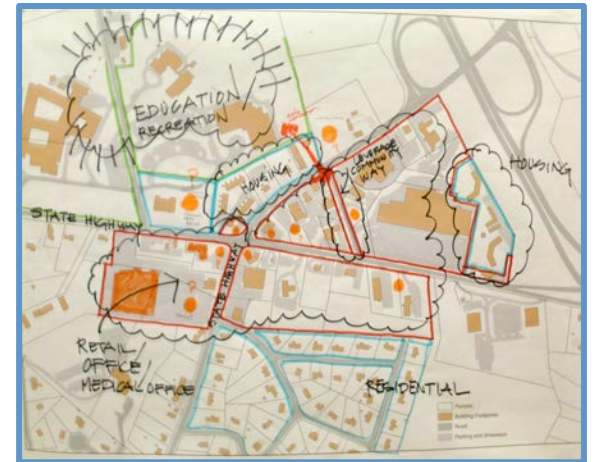 EDUCATION/
RECREATION
HOUSING
LEVERAGE
COMMUNITY
WAY
HOUSING
STATE HIGHWAY
STATE HIGHWAY
RETAIL/
OFFICE/
MEDICAL OFFICE
RESIDENTIAL
Parcels
Building Footprints
Road
Parking and Driveways